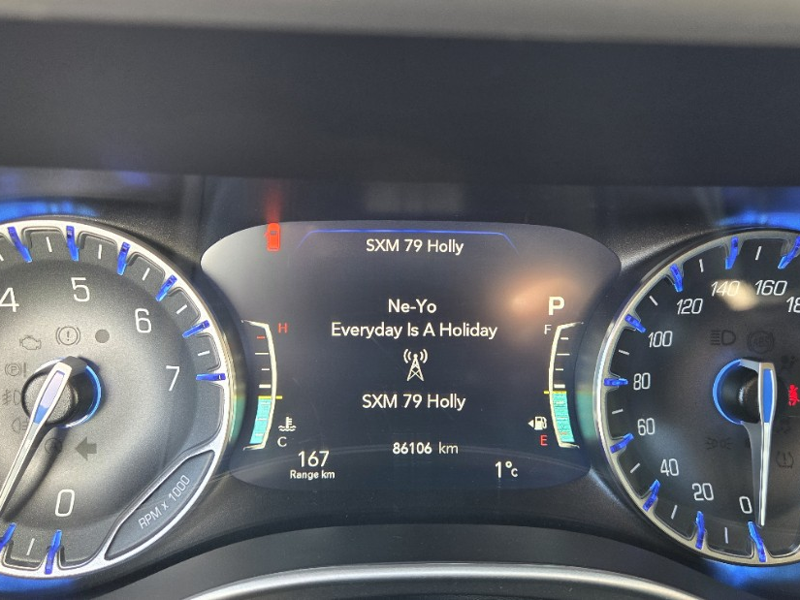 SXM 79 Holly
Ne-Yo
P
Everyday Is A Holiday
SXM 79 Holly
H
C
F
E
167
Range km
86106 km
1°C
4
5
6
7
0
RPM x 1000
0
20
40
60
80
100
120
140
160